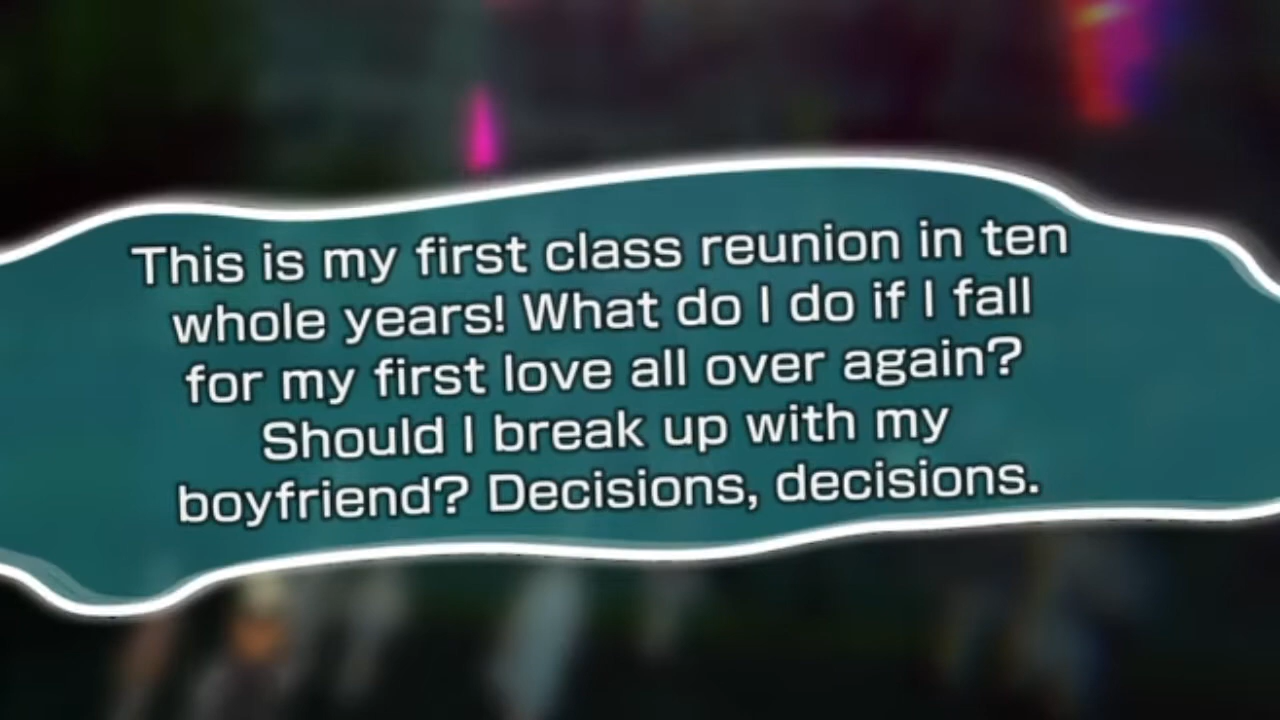 This is my first class reunion in ten
whole years! What do I do if I fall
for my first love all over again?
Should I break up with my
boyfriend? Decisions, decisions.